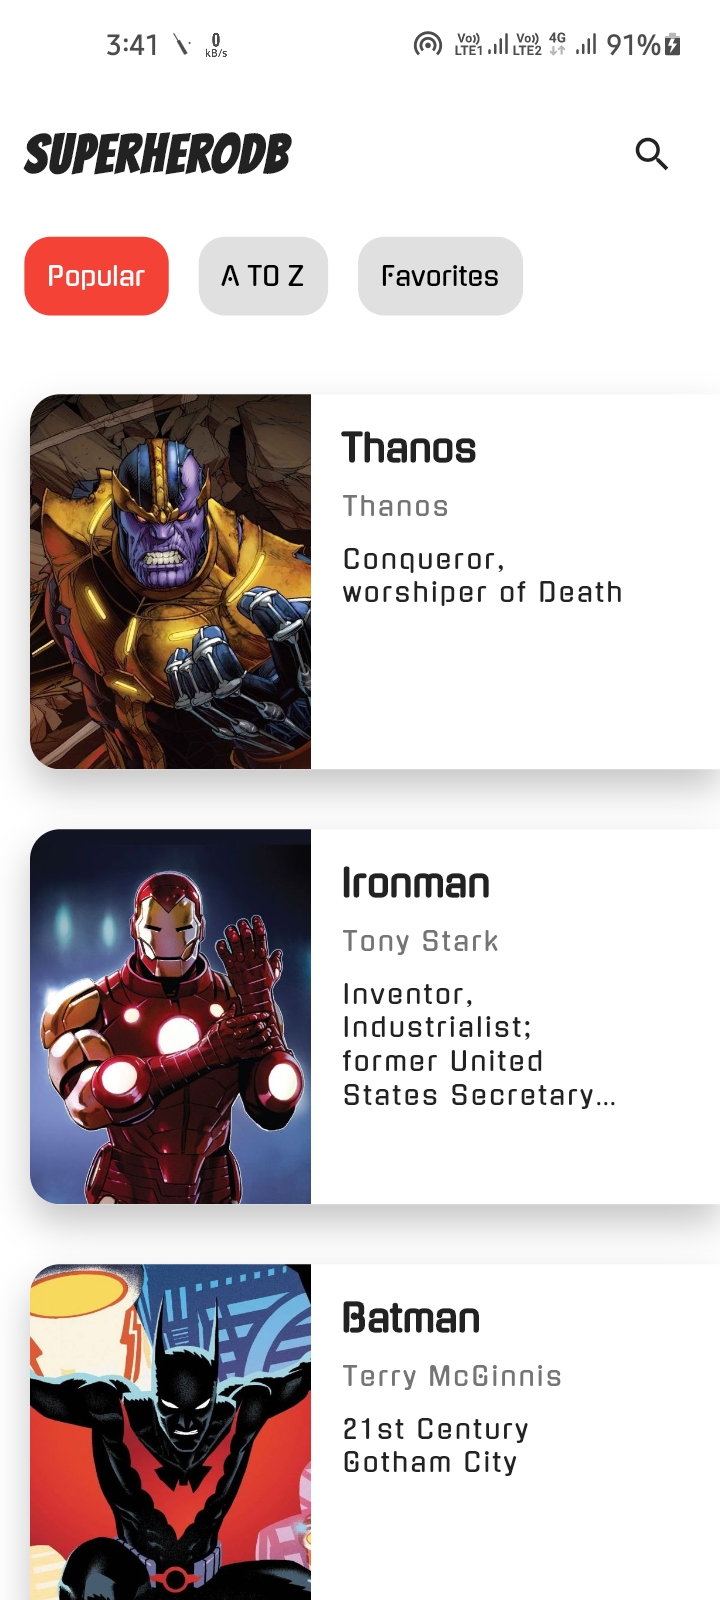 3:41 0 kB/s Vo)) LTE1 Vo)) LTE2 4G 91%
SUPERHERODB
Popular A TO Z Favorites
Thanos
Thanos
Conqueror,
worshiper of Death
Ironman
Tony Stark
Inventor,
Industrialist;
former United
States Secretary...
Batman
Terry McGinnis
21st Century
Gotham City